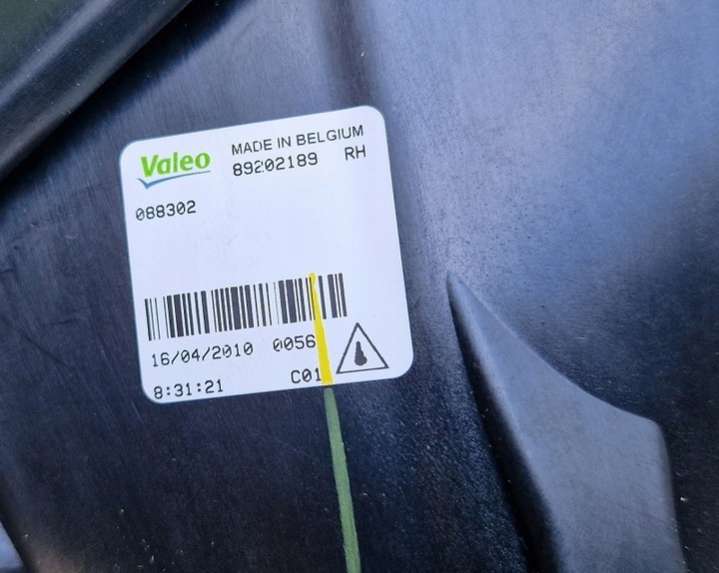 Valeo
MADE IN BELGIUM
89202189 RH
088302
16/04/2010 0056
8:31:21 C01